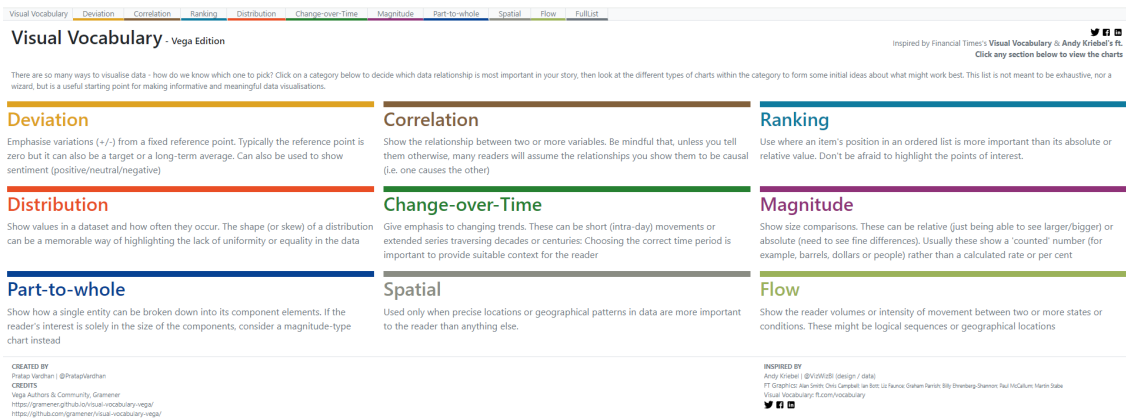 Visual Vocabulary Deviation Correlation Ranking Distribution Change-over-Time Magnitude Part-to-whole Spatial Flow FullList
Visual Vocabulary - Vega Edition
Inspired by Financial Times's Visual Vocabulary & Andy Kriebel's ft.
Click any section below to view the charts
There are so many ways to visualise data - how do we know which one to pick? Click on a category below to decide which data relationship is most important in your story, then look at the different types of charts within the category to form some initial ideas about what might work best. This list is not meant to be exhaustive, nor a
wizard, but is a useful starting point for making informative and meaningful data visualisations.
Deviation
Emphasise variations (+/-) from a fixed reference point. Typically the reference point is
zero but it can also be a target or a long-term average. Can also be used to show
sentiment (positive/neutral/negative)
Correlation
Show the relationship between two or more variables. Be mindful that, unless you tell
them otherwise, many readers will assume the relationships you show them to be causal
(i.e. one causes the other)
Ranking
Use where an item's position in an ordered list is more important than its absolute or
relative value. Don't be afraid to highlight the points of interest.
Distribution
Show values in a dataset and how often they occur. The shape (or skew) of a distribution
can be a memorable way of highlighting the lack of uniformity or equality in the data
Change-over-Time
Give emphasis to changing trends. These can be short (intra-day) movements or
extended series traversing decades or centuries: Choosing the correct time period is
important to provide suitable context for the reader
Magnitude
Show size comparisons. These can be relative (just being able to see larger/bigger) or
absolute (need to see fine differences). Usually these show a 'counted' number (for
example, barrels, dollars or people) rather than a calculated rate or per cent
Part-to-whole
Show how a single entity can be broken down into its component elements. If the
reader's interest is solely in the size of the components, consider a magnitude-type
chart instead
Spatial
Used only when precise locations or geographical patterns in data are more important
to the reader than anything else.
Flow
Show the reader volumes or intensity of movement between two or more states or
conditions. These might be logical sequences or geographical locations
CREATED BY
Pratap Vardhan | @PratapVardhan
CREDITS
Vega Authors & Community, Gramener
https://gramener.github.io/visual-vocabulary-vega/
https://github.com/gramener/visual-vocabulary-vega/
INSPIRED BY
Andy Kriebel | @VizWizBI (design / data)
FT Graphics: Alan Smith; Chris Campbell; Ian Bott; Liz Faunce; Graham Parrish; Billy Ehrenberg-Shannon; Paul McCallum; Martin Stabe
Visual Vocabulary: ft.com/vocabulary